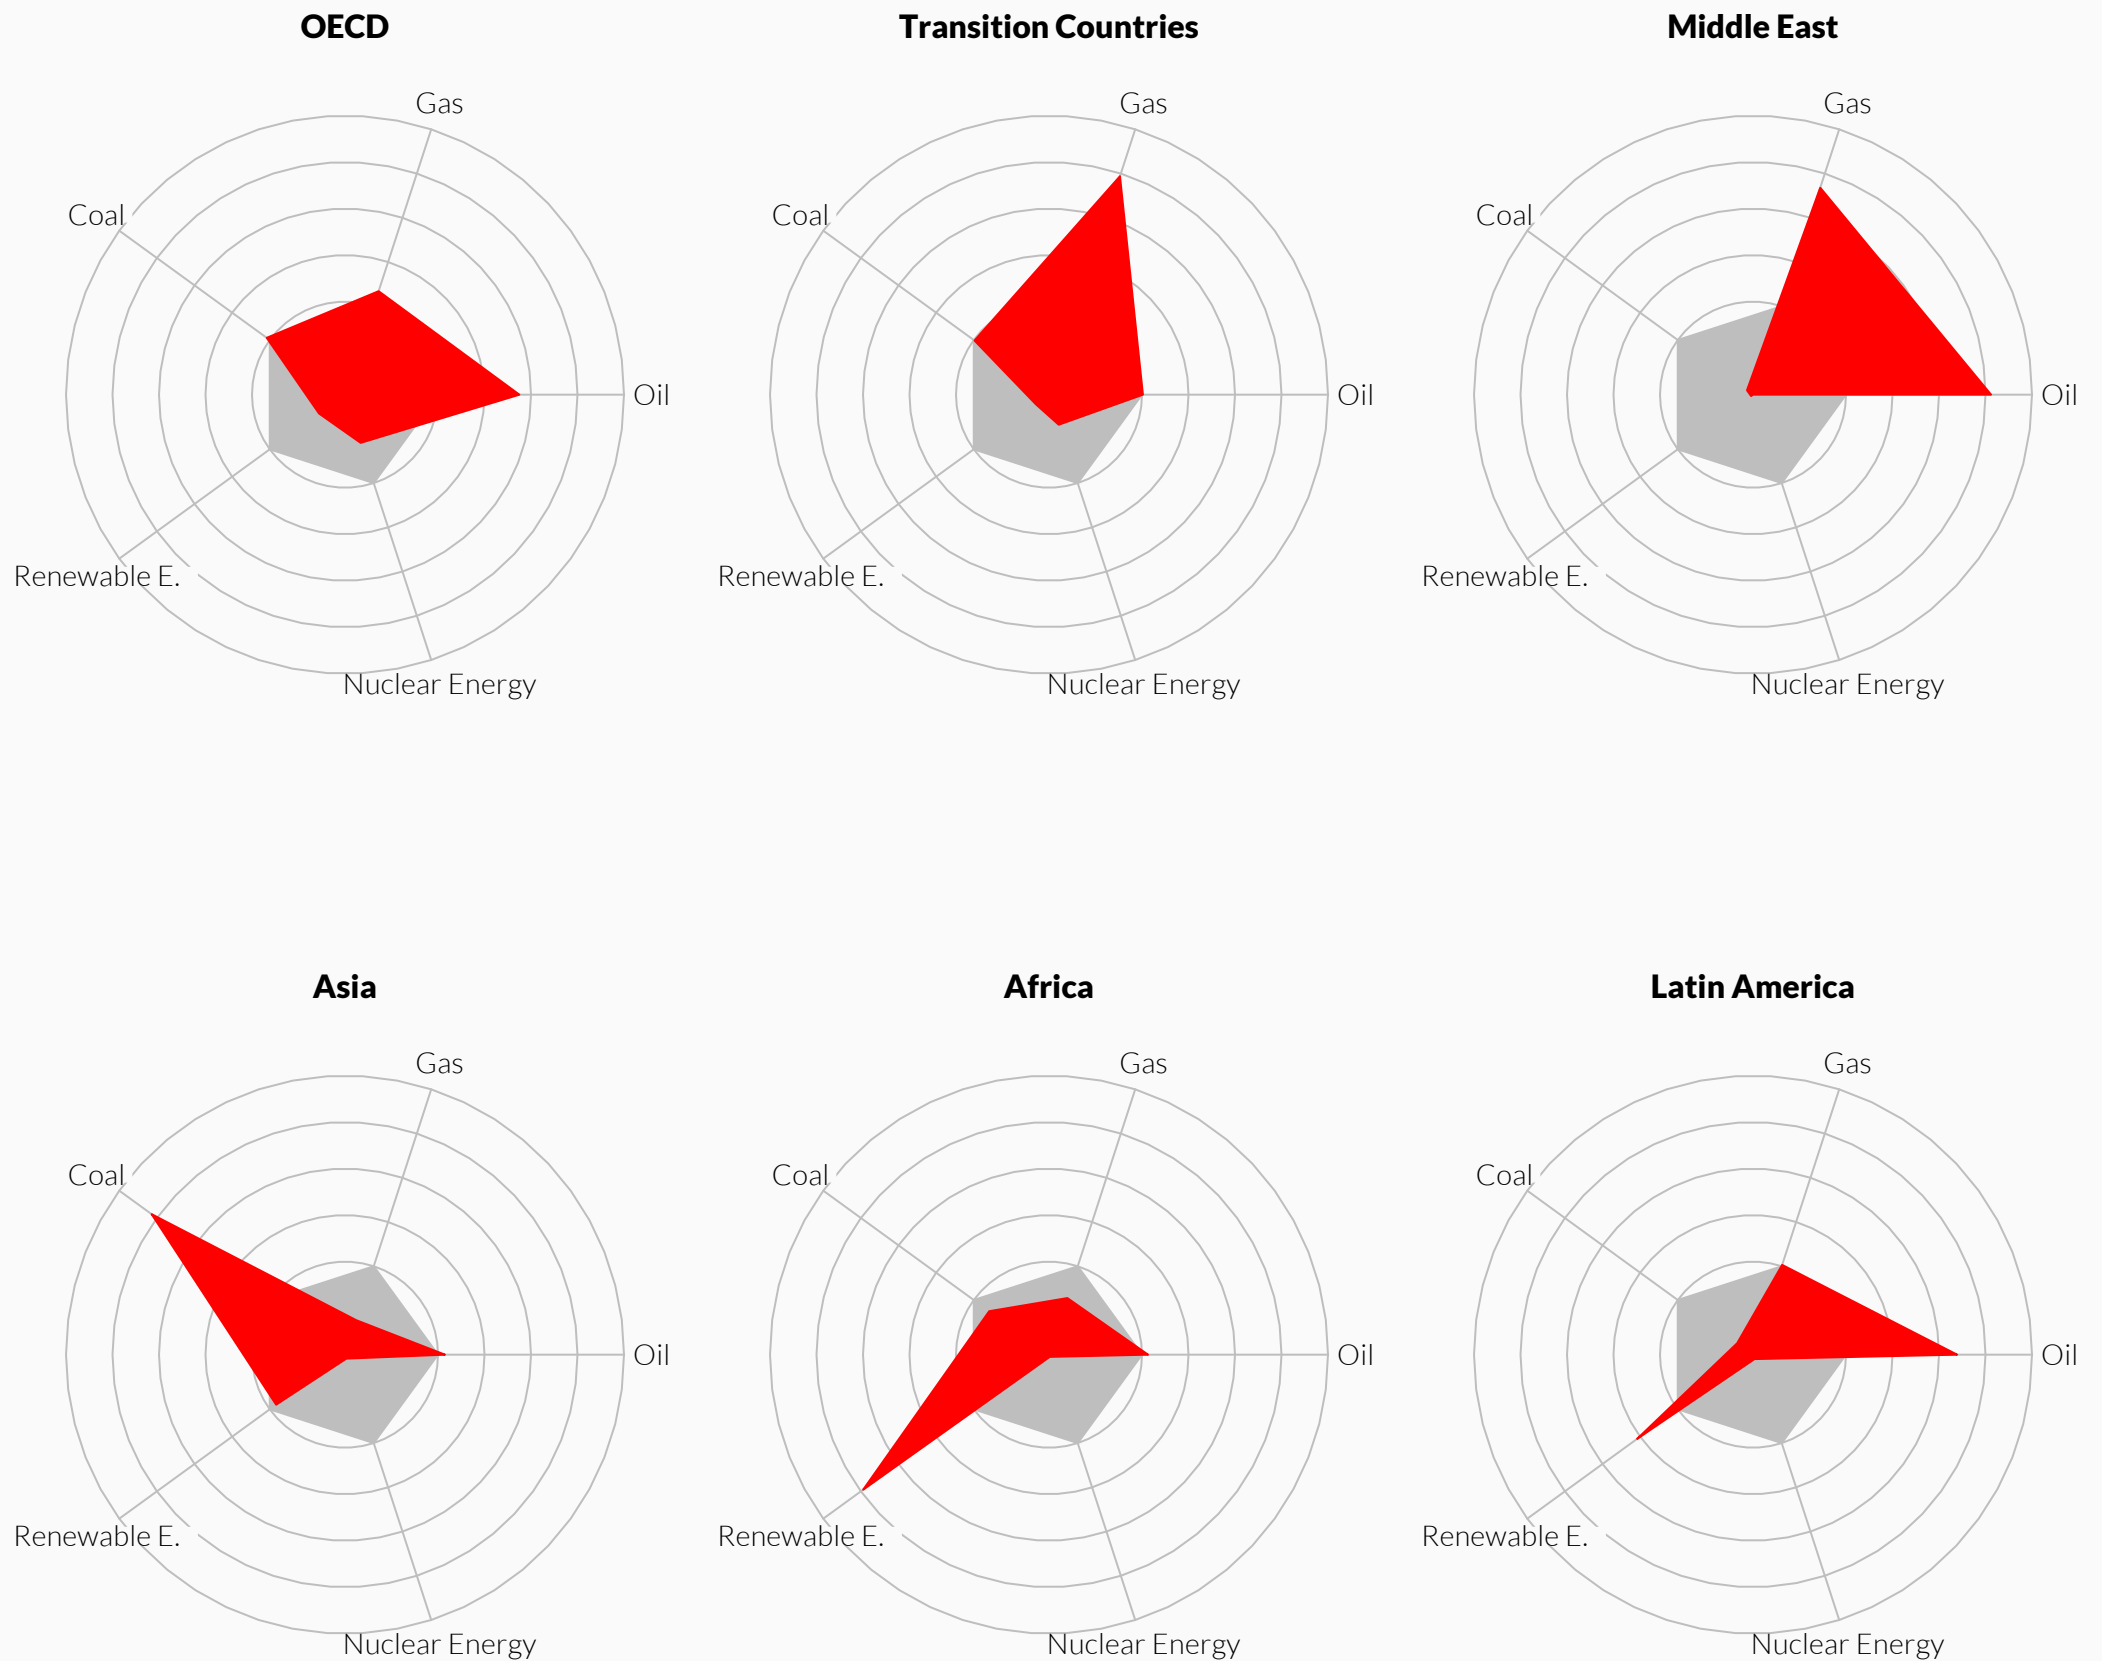 OECD
Gas
Coal
Oil
Renewable E.
Nuclear Energy
Transition Countries
Gas
Coal
Oil
Renewable E.
Nuclear Energy
Middle East
Gas
Coal
Oil
Renewable E.
Nuclear Energy
Asia
Gas
Coal
Oil
Renewable E.
Nuclear Energy
Africa
Gas
Coal
Oil
Renewable E.
Nuclear Energy
Latin America
Gas
Coal
Oil
Renewable E.
Nuclear Energy